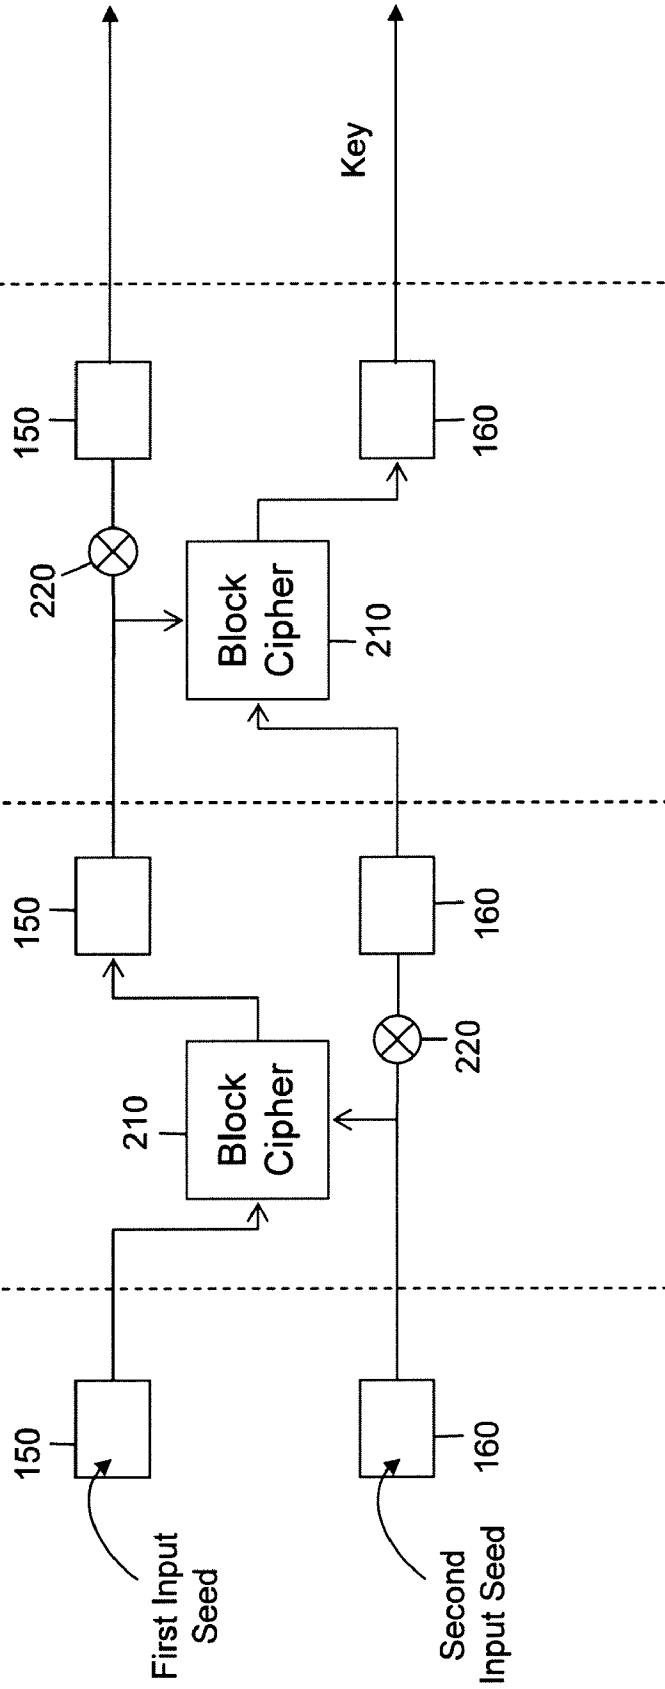 150
150
220
150
First Input
Seed
210
Block
Cipher
Block
Cipher
210
Key
Second
Input Seed
160
220
160
160